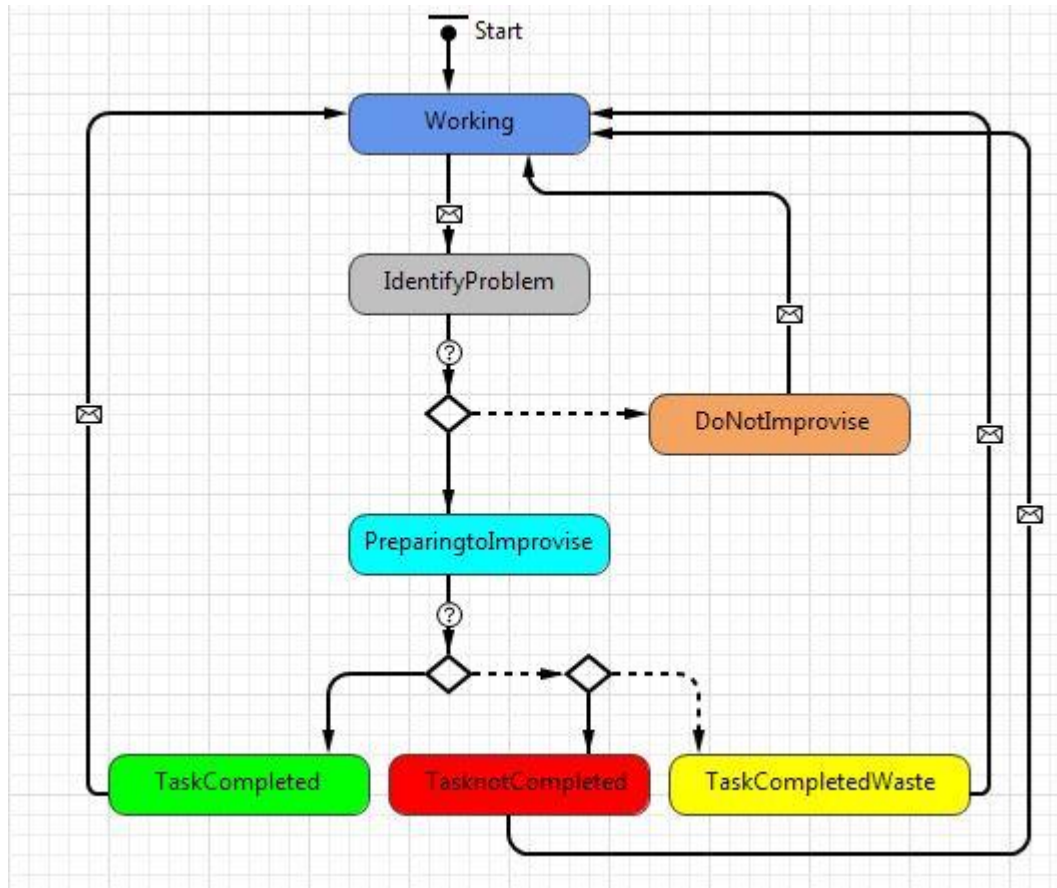 Start
Working
IdentifyProblem
?
DoNotImprovise
PreparingtoImprovise
?
TaskCompleted
TasknotCompleted
TaskCompletedWaste